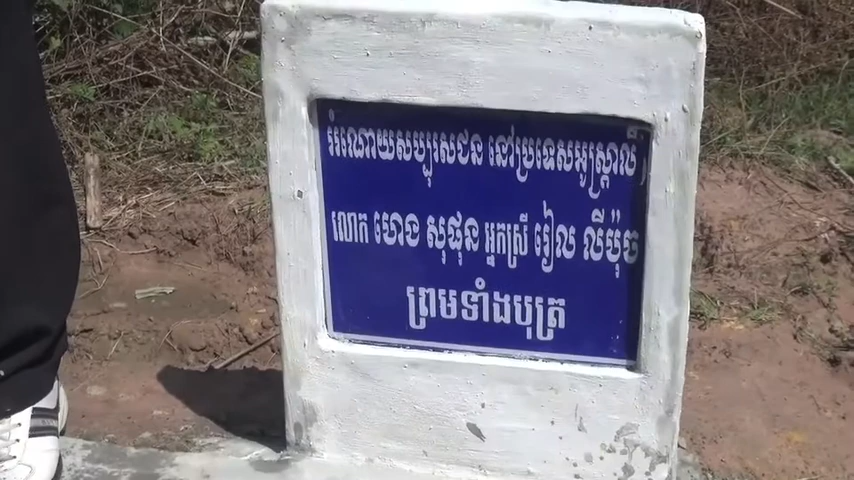 អំណោយសប្បុរសជន នៅប្រទេសអូស្ត្រាលី
លោក ហេង សុផុន អ្នកស្រី វៀល លីប៉ូច
ព្រមទាំងបុត្រ